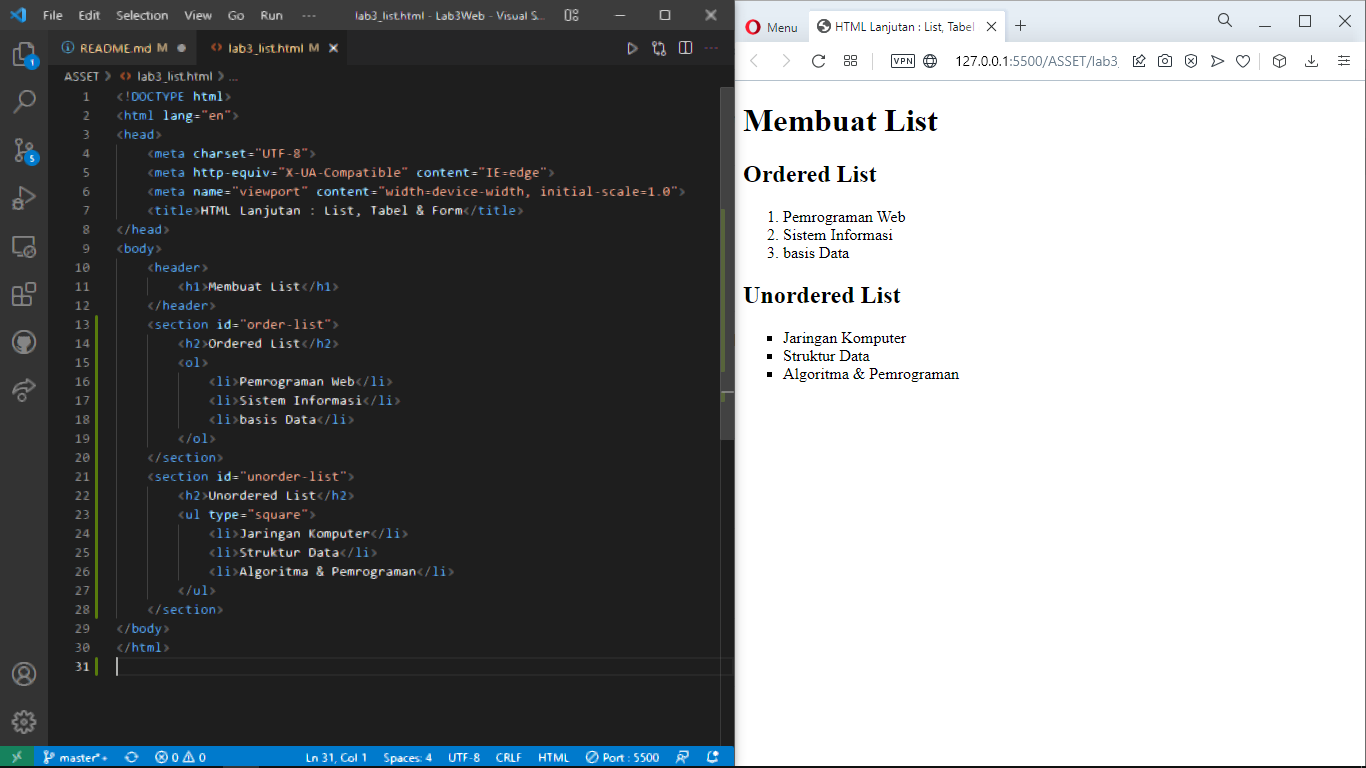 File Edit Selection View Go Run ··· lab3_list.html - Lab3Web - Visual S...
README.md M ● lab3_list.html M
ASSET > lab3_list.html > ...
1 <!DOCTYPE html>
2 <html lang="en">
3 <head>
4 <meta charset="UTF-8">
5 <meta http-equiv="X-UA-Compatible" content="IE=edge">
6 <meta name="viewport" content="width=device-width, initial-scale=1.0">
7 <title>HTML Lanjutan : List, Tabel & Form</title>
8 </head>
9 <body>
10 <header>
11 <h1>Membuat List</h1>
12 </header>
13 <section id="order-list">
14 <h2>Ordered List</h2>
15 <ol>
16 <li>Pemrograman Web</li>
17 <li>Sistem Informasi</li>
18 <li>basis Data</li>
19 </ol>
20 </section>
21 <section id="unorder-list">
22 <h2>Unordered List</h2>
23 <ul type="square">
24 <li>Jaringan Komputer</li>
25 <li>Struktur Data</li>
26 <li>Algoritma & Pemrograman</li>
27 </ul>
28 </section>
29 </body>
30 </html>
31
1
5
master*+ 0 0 Ln 31, Col 1 Spaces: 4 UTF-8 CRLF HTML Port : 5500
Menu HTML Lanjutan : List, Tabel
VPN 127.0.0.1:5500/ASSET/lab3_
Membuat List
Ordered List
1. Pemrograman Web
2. Sistem Informasi
3. basis Data
Unordered List
▪ Jaringan Komputer
▪ Struktur Data
▪ Algoritma & Pemrograman